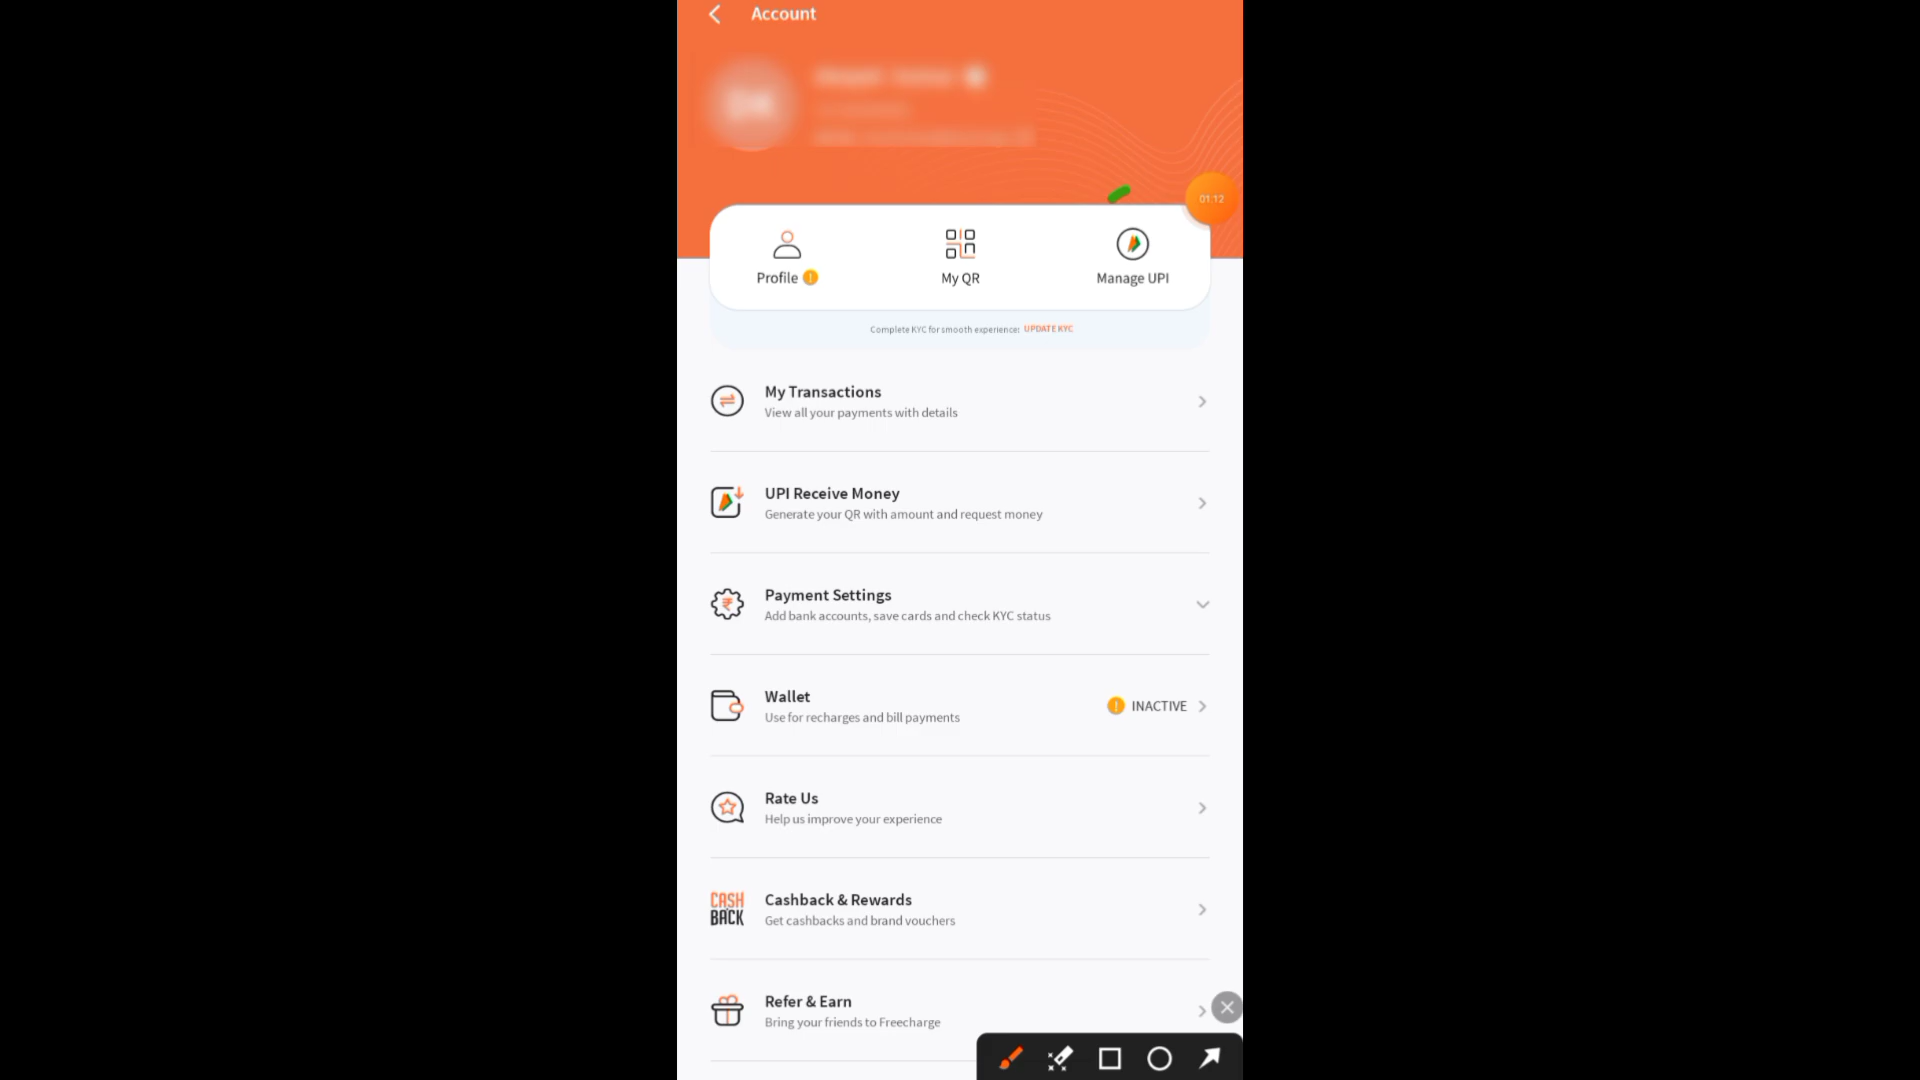 Account
01:12
Profile
My QR
Manage UPI
Complete KYC for smooth experience: UPDATE KYC
My Transactions
View all your payments with details
UPI Receive Money
Generate your QR with amount and request money
Payment Settings
Add bank accounts, save cards and check KYC status
Wallet
Use for recharges and bill payments
INACTIVE
Rate Us
Help us improve your experience
CASH
BACK
Cashback & Rewards
Get cashbacks and brand vouchers
Refer & Earn
Bring your friends to Freecharge